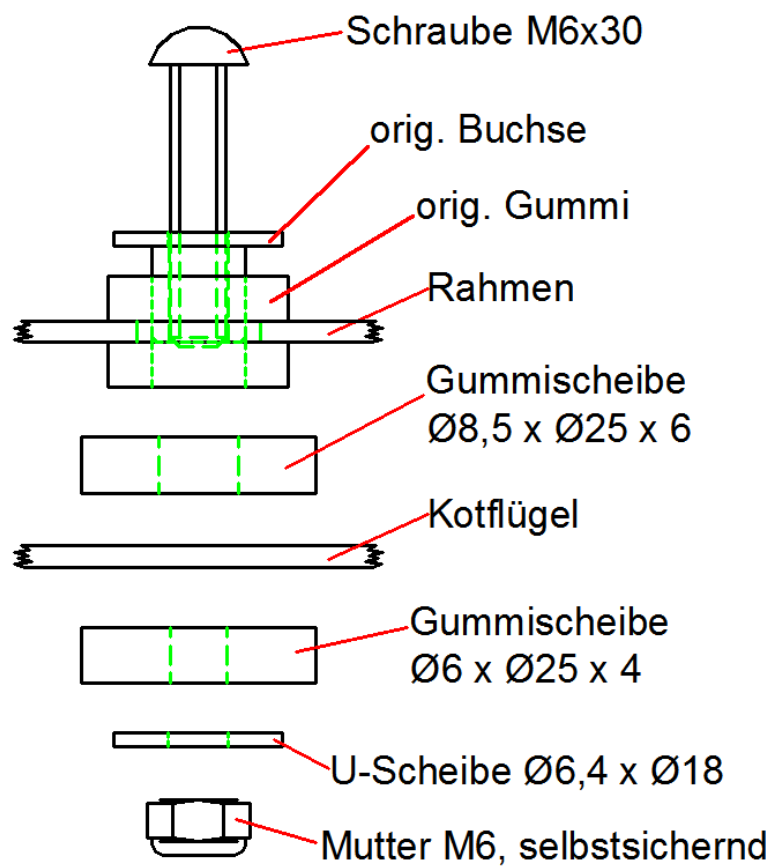 Schraube M6x30
orig. Buchse
orig. Gummi
Rahmen
Gummischeibe
Ø8,5 x Ø25 x 6
Kotflügel
Gummischeibe
Ø6 x Ø25 x 4
U-Scheibe Ø6,4 x Ø18
Mutter M6, selbstsichernd